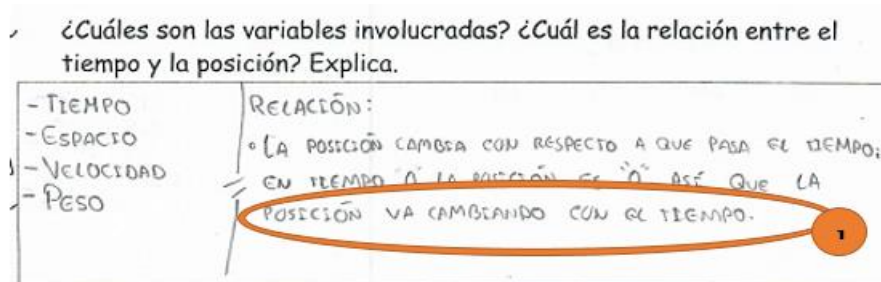 ¿Cuáles son las variables involucradas? ¿Cuál es la relación entre el
tiempo y la posición? Explica.
- TIEMPO
- ESPACIO
- VELOCIDAD
- PESO
RELACIÓN:
• LA POSICIÓN CAMBIA CON RESPECTO A QUE PASA EL TIEMPO;
EN TIEMPO "0" LA POSICIÓN ES "0" ASÍ QUE LA
POSICIÓN VA CAMBIANDO CON EL TIEMPO.
1